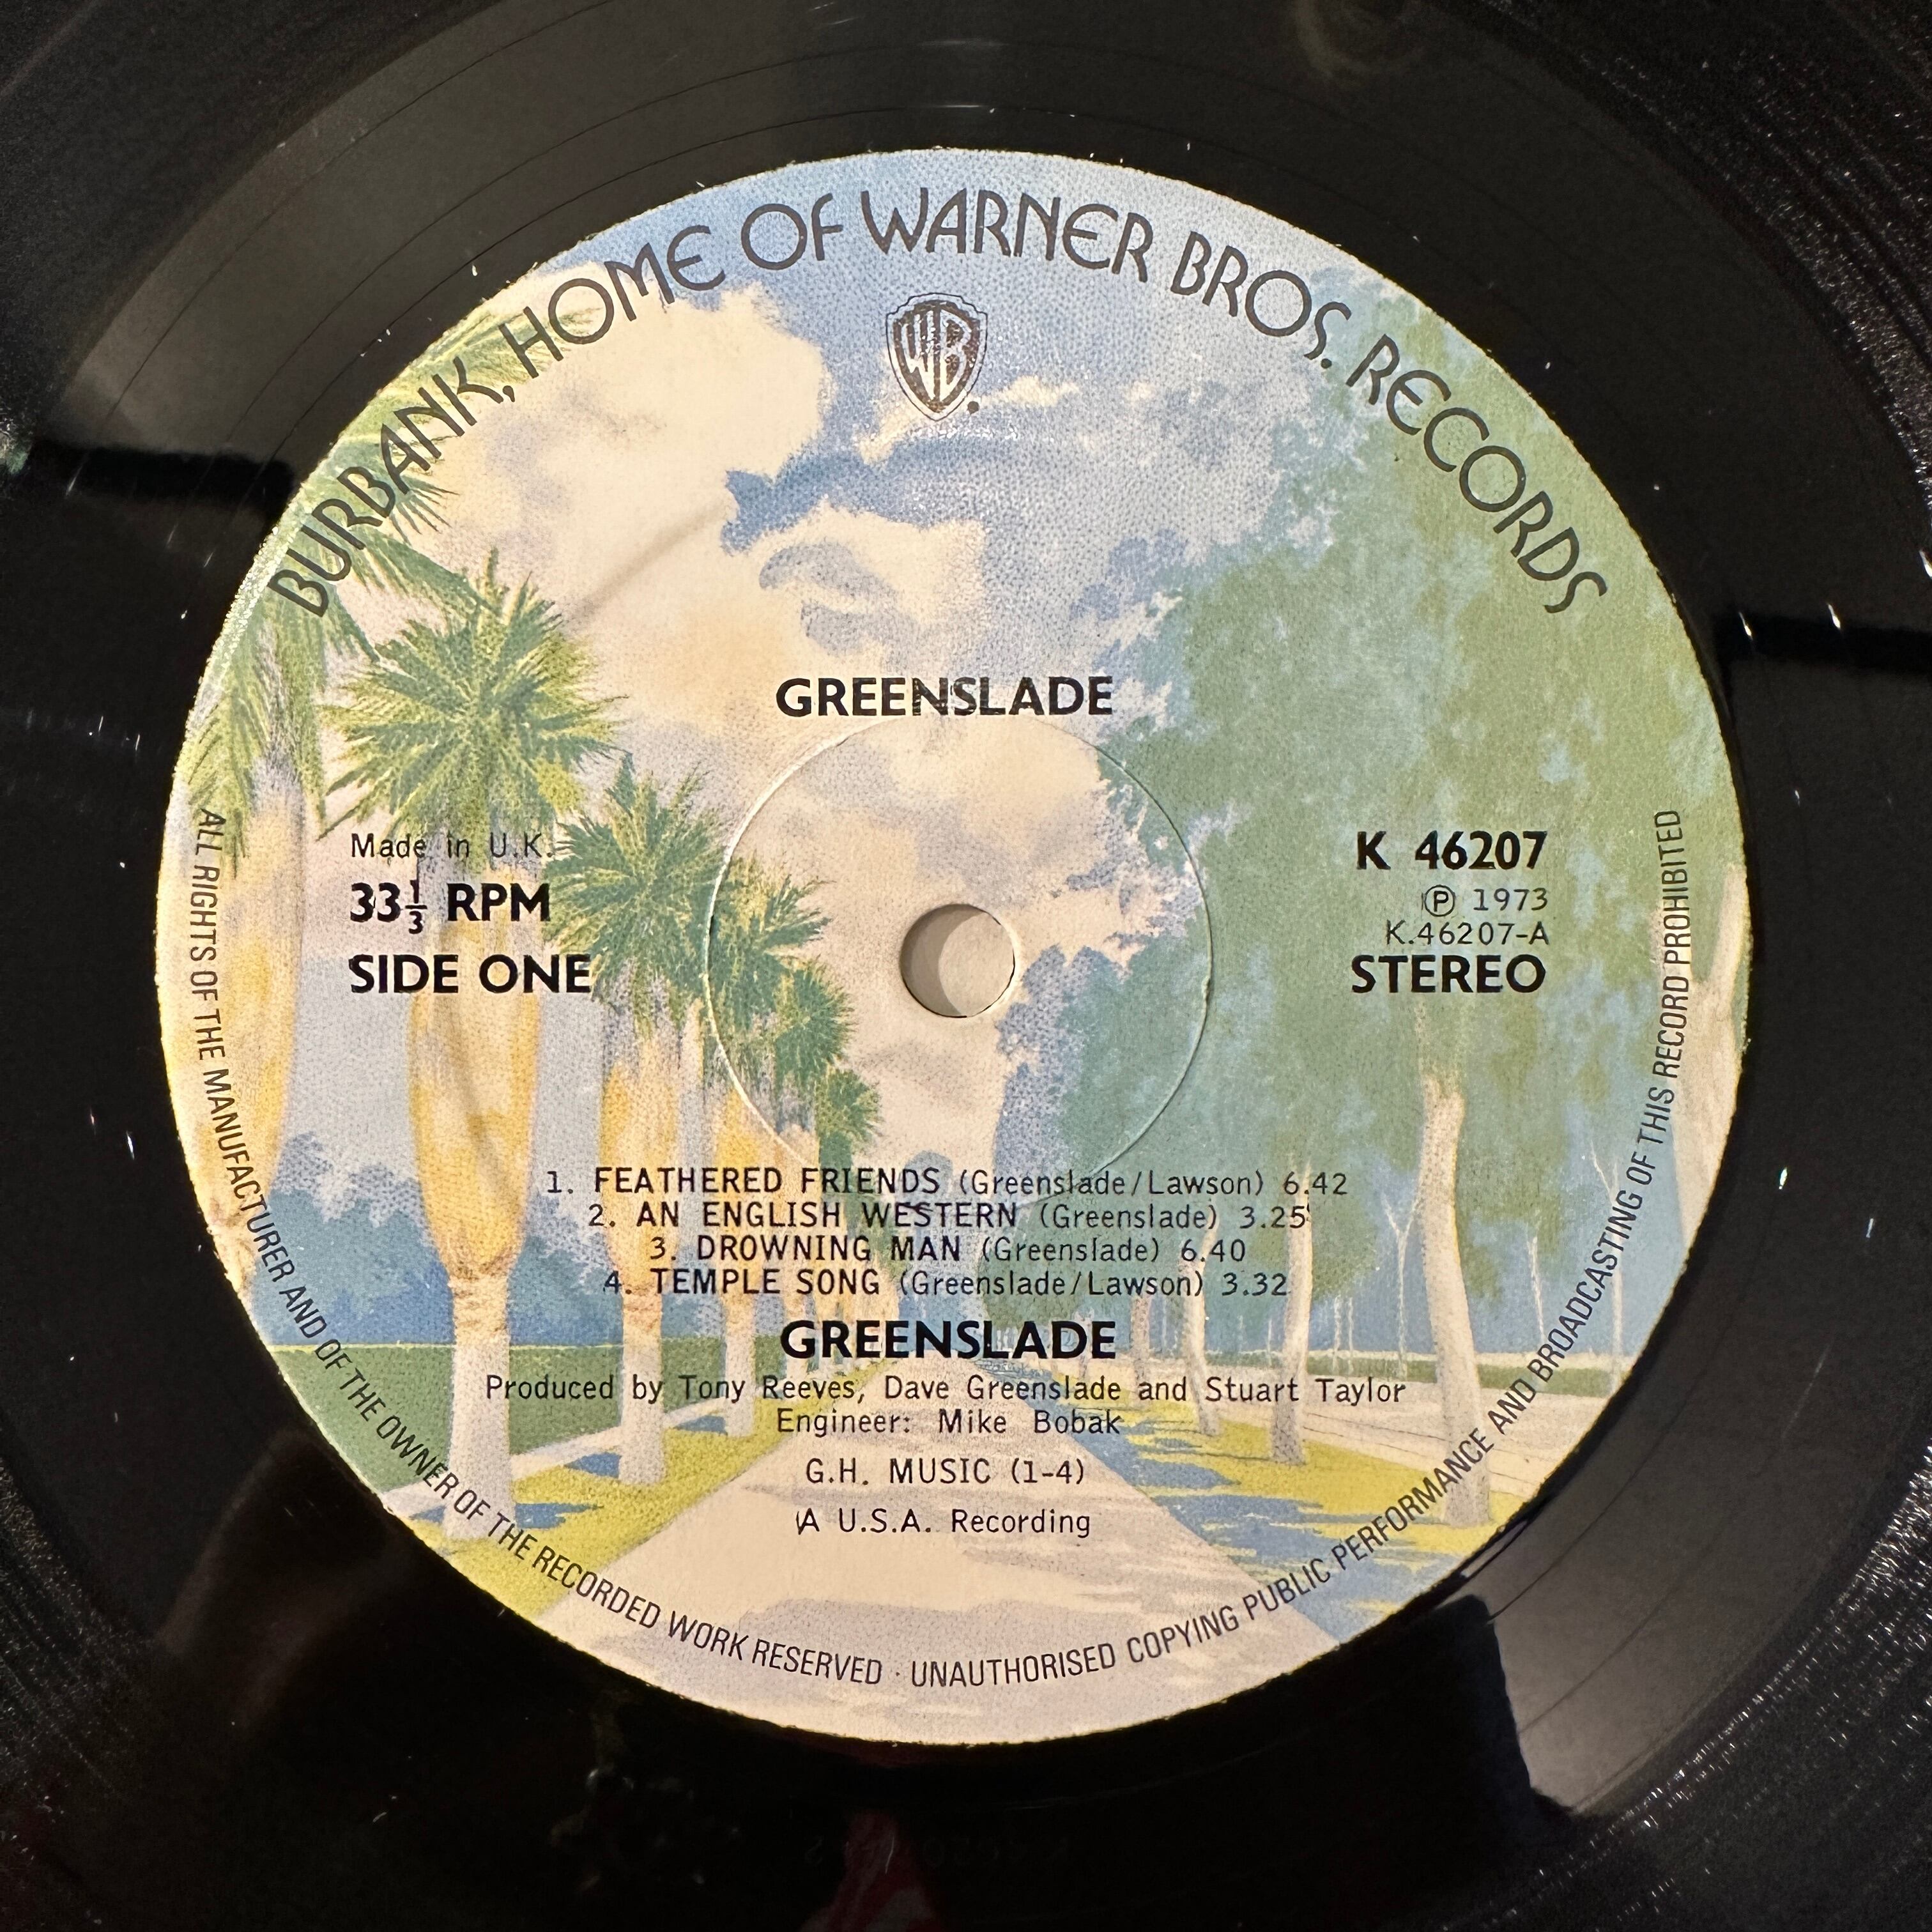 BURBANK, HOME OF WARNER BROS. RECORDS
WB
GREENSLADE
Made in U.K.
33⅓ RPM
SIDE ONE
K 46207
Ⓟ 1973
K.46207-A
STEREO
1. FEATHERED FRIENDS (Greenslade/Lawson) 6.42
2. AN ENGLISH WESTERN (Greenslade) 3.25
3. DROWNING MAN (Greenslade) 6.40
4. TEMPLE SONG (Greenslade/Lawson) 3.32
GREENSLADE
Produced by Tony Reeves, Dave Greenslade and Stuart Taylor
Engineer: Mike Bobak
G.H. MUSIC (1-4)
A U.S.A. Recording
ALL RIGHTS OF THE MANUFACTURER AND OF THE OWNER OF THE RECORDED WORK RESERVED · UNAUTHORISED COPYING PUBLIC PERFORMANCE AND BROADCASTING OF THIS RECORD PROHIBITED